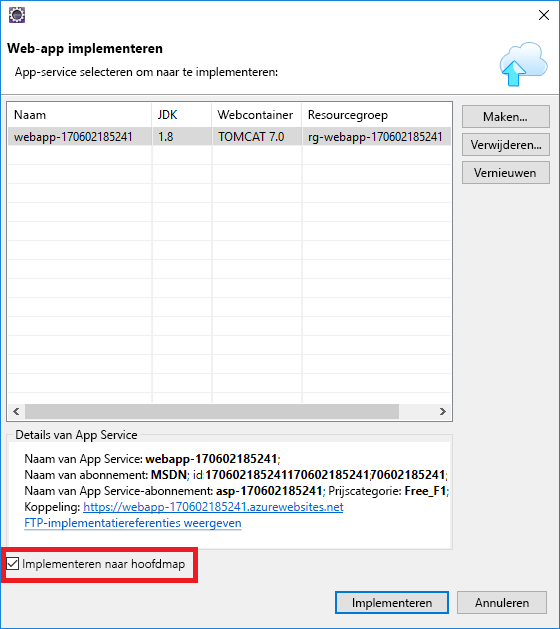 Web-app implementeren
App-service selecteren om naar te implementeren:
Naam JDK Webcontainer Resourcegroep
webapp-170602185241 1.8 TOMCAT 7.0 rg-webapp-170602185241
Maken...
Verwijderen...
Vernieuwen
Details van App Service
Naam van App Service: webapp-170602185241;
Naam van abonnement: MSDN; id:170602185241170602185241;70602185241;
Naam van App Service-abonnement: asp-170602185241; Prijscategorie: Free_F1;
Koppeling: https://webapp-170602185241.azurewebsites.net
FTP-implementatiereferenties weergeven
Implementeren naar hoofdmap
Implementeren Annuleren